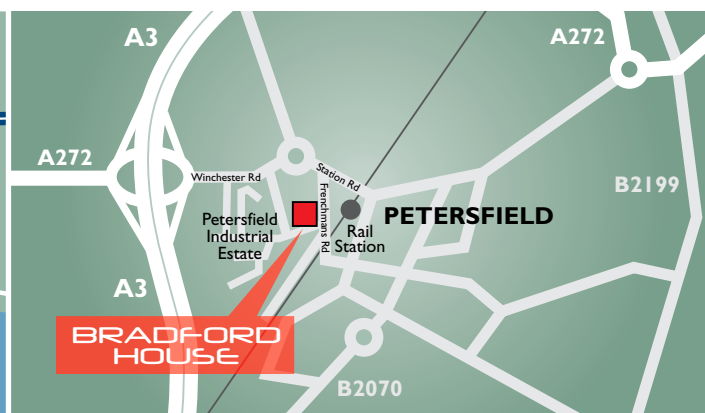 A3
A272
A272
Winchester Rd
Station Rd
Frenchmans Rd
B2199
Petersfield
Industrial
Estate
PETERSFIELD
Rail
Station
A3
BRADFORD
HOUSE
B2070